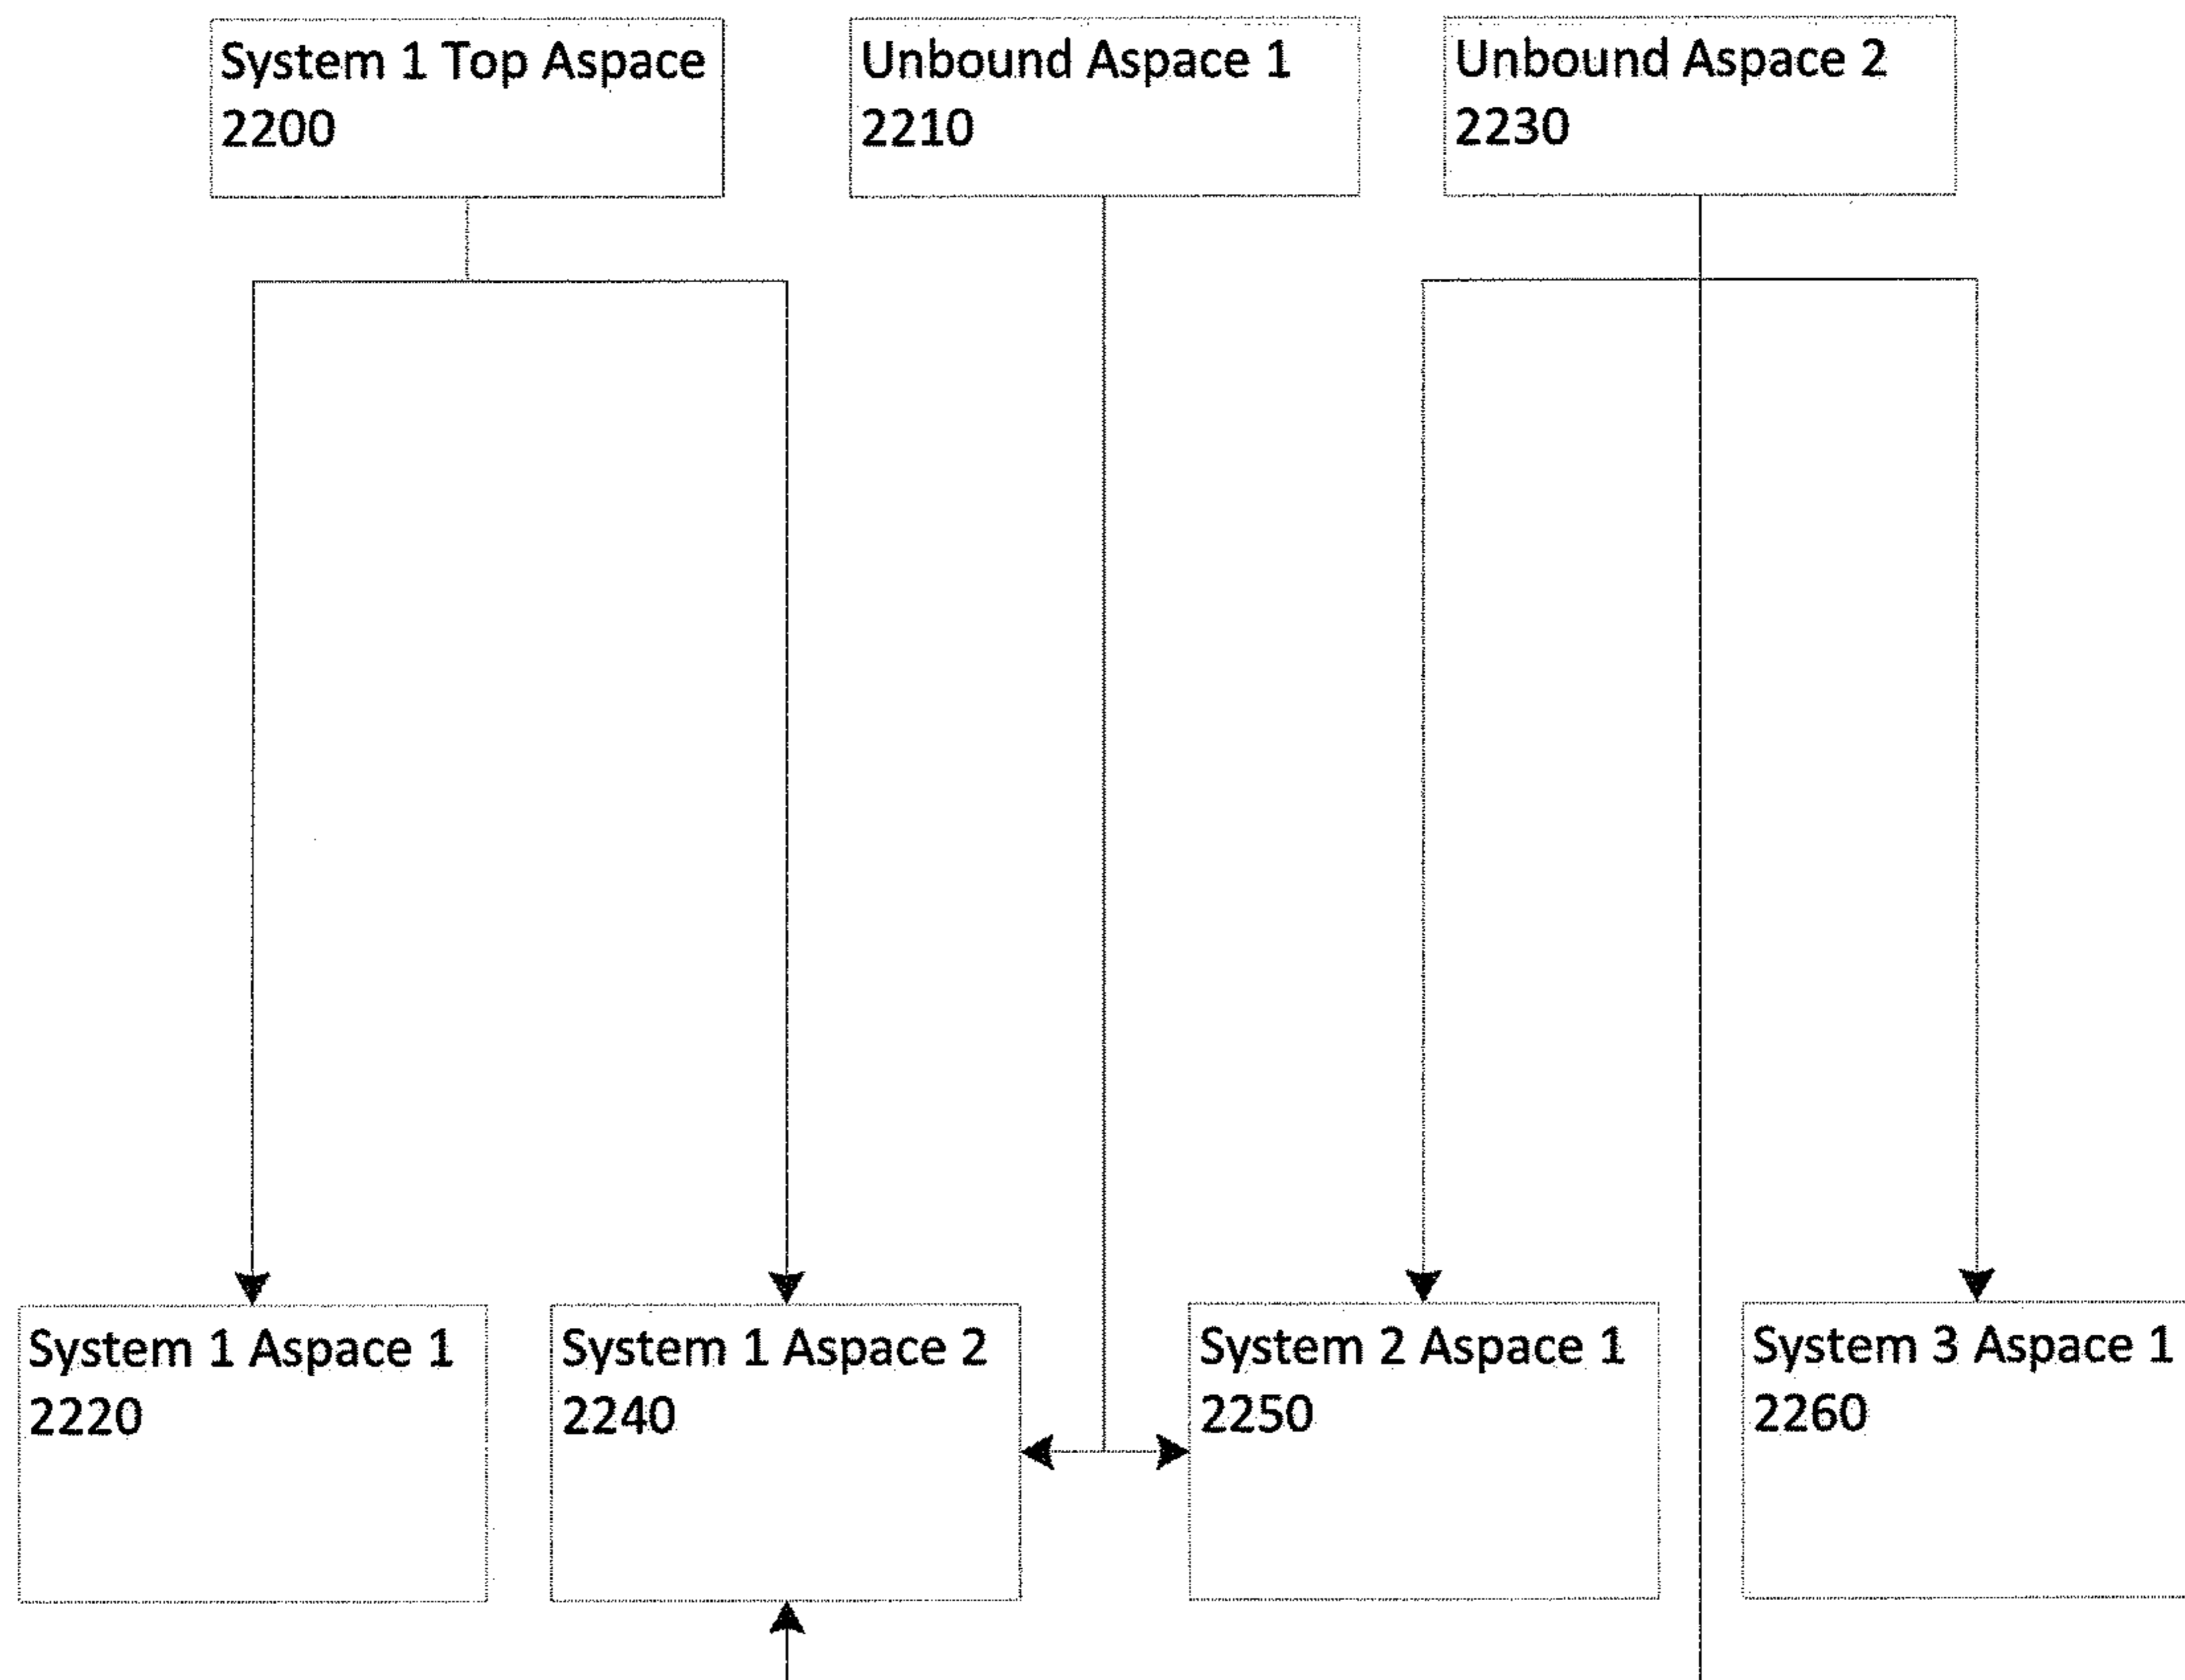 System 1 Top Aspace
2200
Unbound Aspace 1
2210
Unbound Aspace 2
2230
System 1 Aspace 1
2220
System 1 Aspace 2
2240
System 2 Aspace 1
2250
System 3 Aspace 1
2260